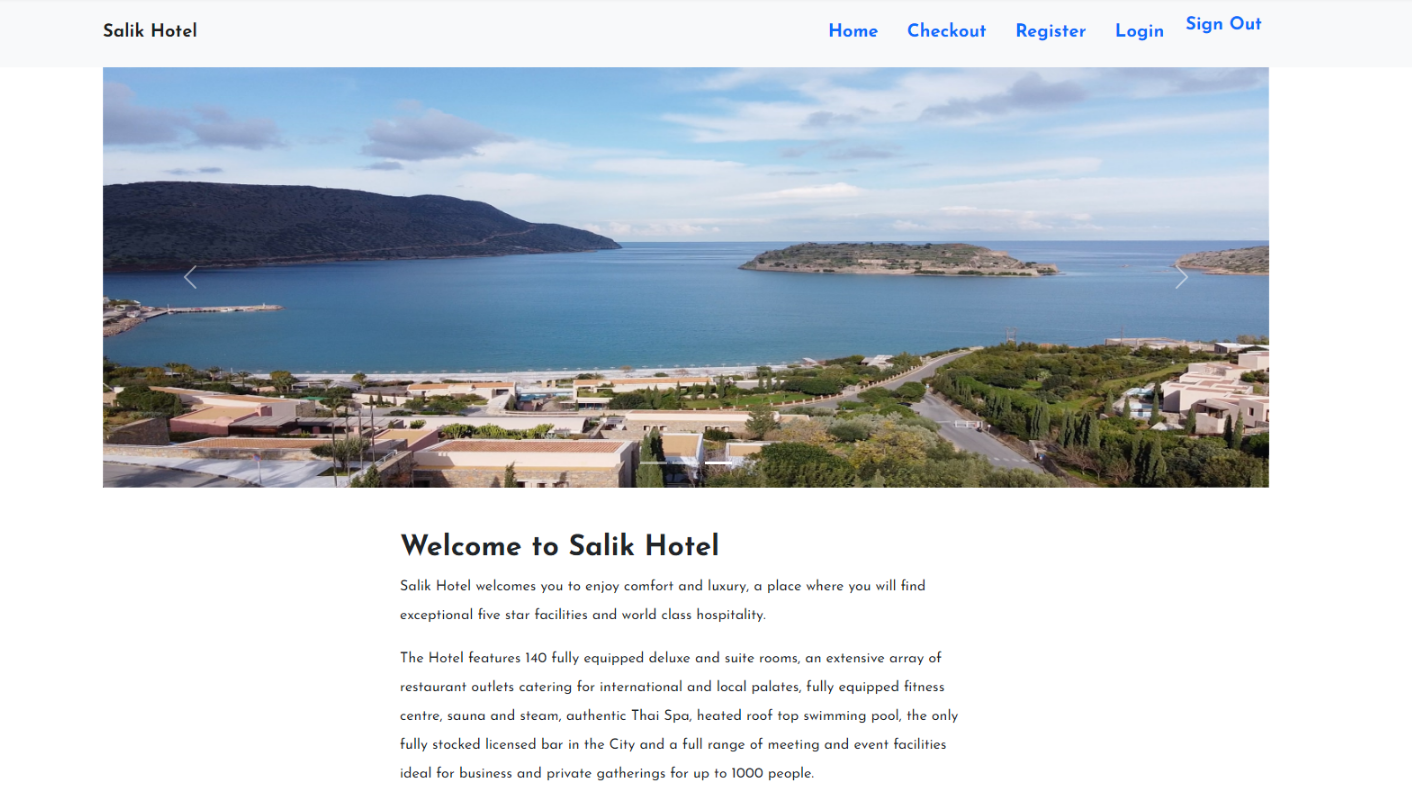 Salik Hotel
Home Checkout Register Login Sign Out
Welcome to Salik Hotel
Salik Hotel welcomes you to enjoy comfort and luxury, a place where you will find
exceptional five star facilities and world class hospitality.
The Hotel features 140 fully equipped deluxe and suite rooms, an extensive array of
restaurant outlets catering for international and local palates, fully equipped fitness
centre, sauna and steam, authentic Thai Spa, heated roof top swimming pool, the only
fully stocked licensed bar in the City and a full range of meeting and event facilities
ideal for business and private gatherings for up to 1000 people.